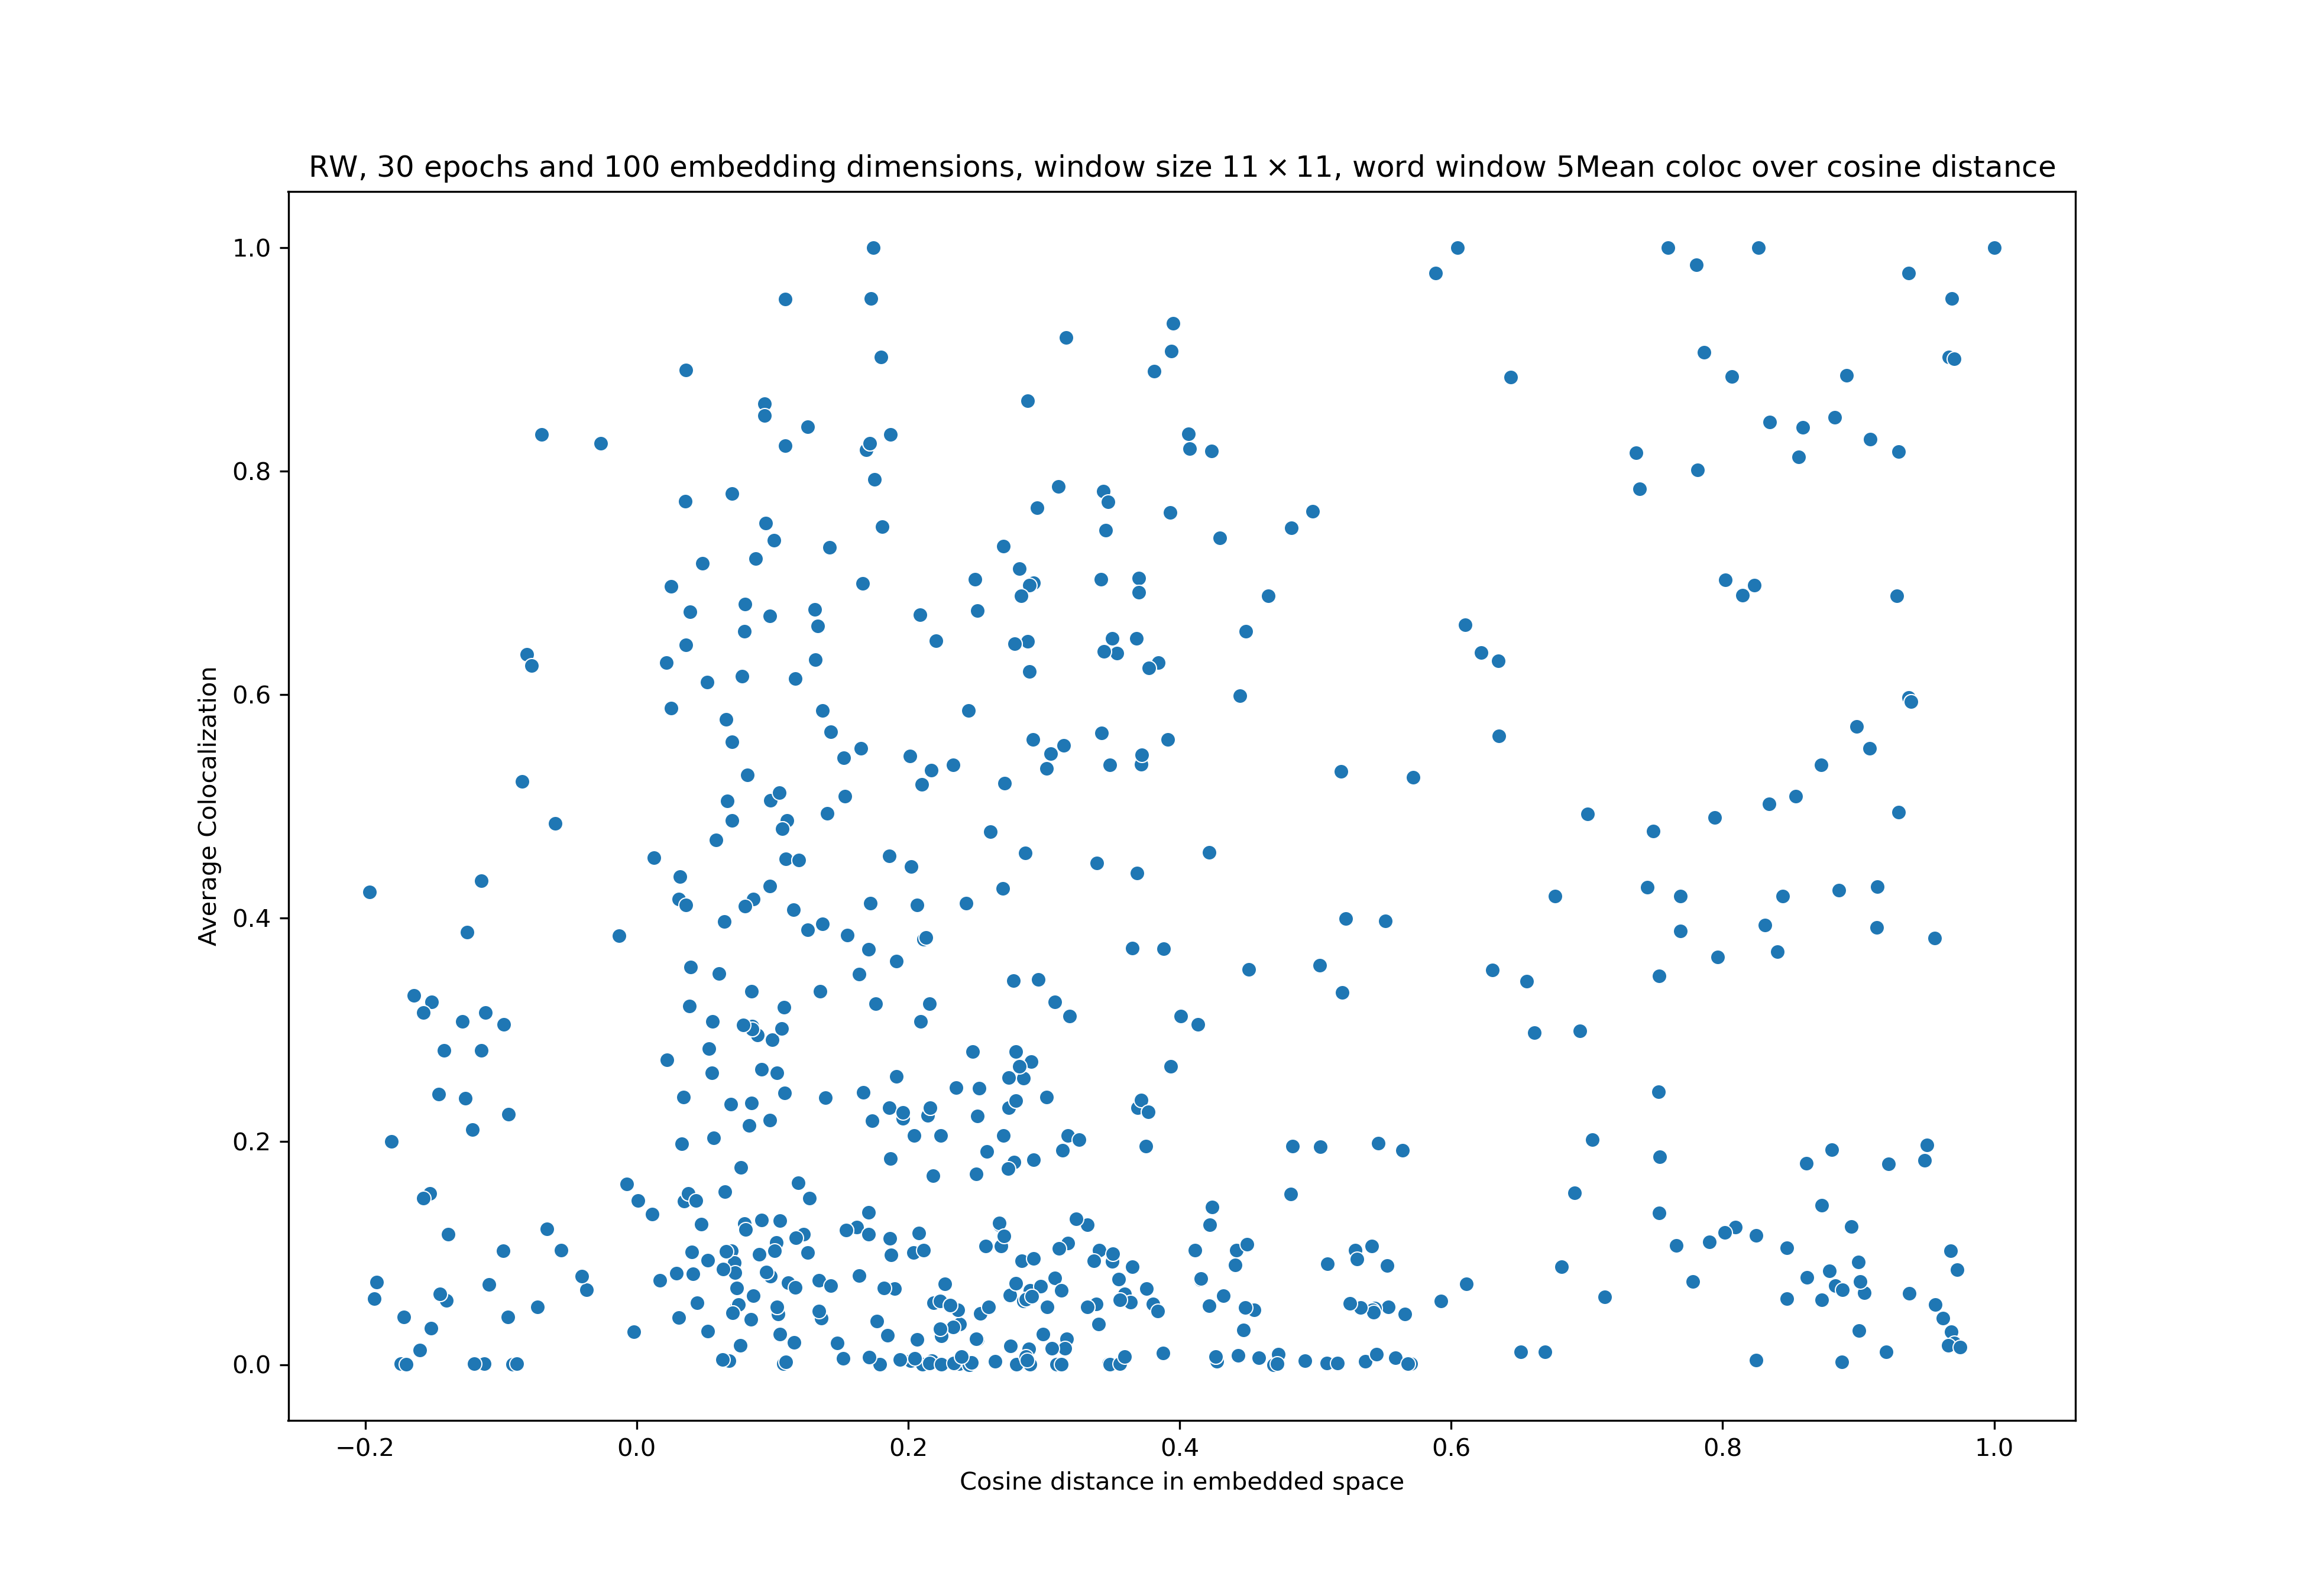 RW, 30 epochs and 100 embedding dimensions, window size 11 × 11, word window 5Mean coloc over cosine distance
1.0
0.8
0.6
0.4
0.2
0.0
Average Colocalization
−0.2 0.0 0.2 0.4 0.6 0.8 1.0
Cosine distance in embedded space